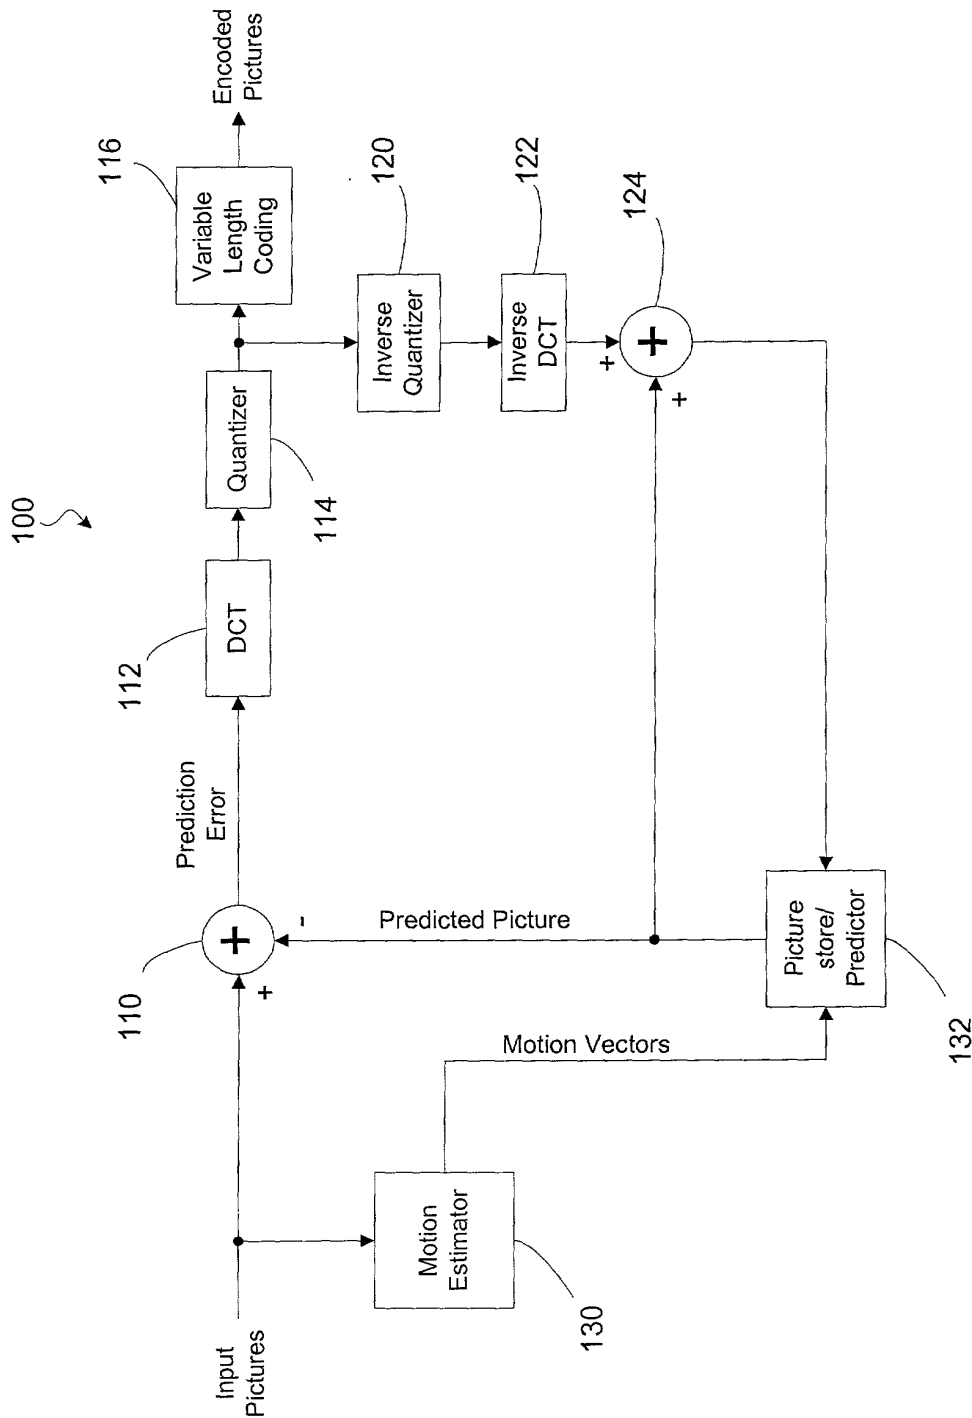 100
Input
Pictures
110
+
+
-
Prediction
Error
112
DCT
Quantizer
114
116
Variable
Length
Coding
Encoded
Pictures
Motion
Estimator
130
Motion Vectors
Predicted Picture
Inverse
Quantizer
120
Inverse
DCT
122
+
+
+
124
Picture
store/
Predictor
132